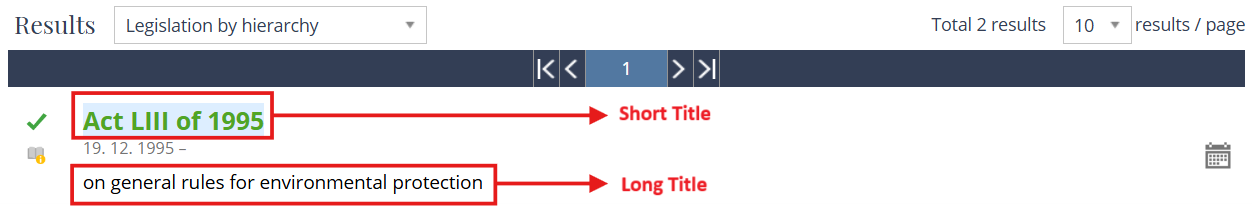 Results Legislation by hierarchy Total 2 results 10 results / page
1
Act LIII of 1995 Short Title
19. 12. 1995 –
on general rules for environmental protection Long Title